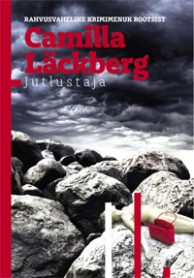 RAHVUSVAHELINE KRIMIMENUK ROOTSIST
Camilla
Läckberg
Jutlustaja